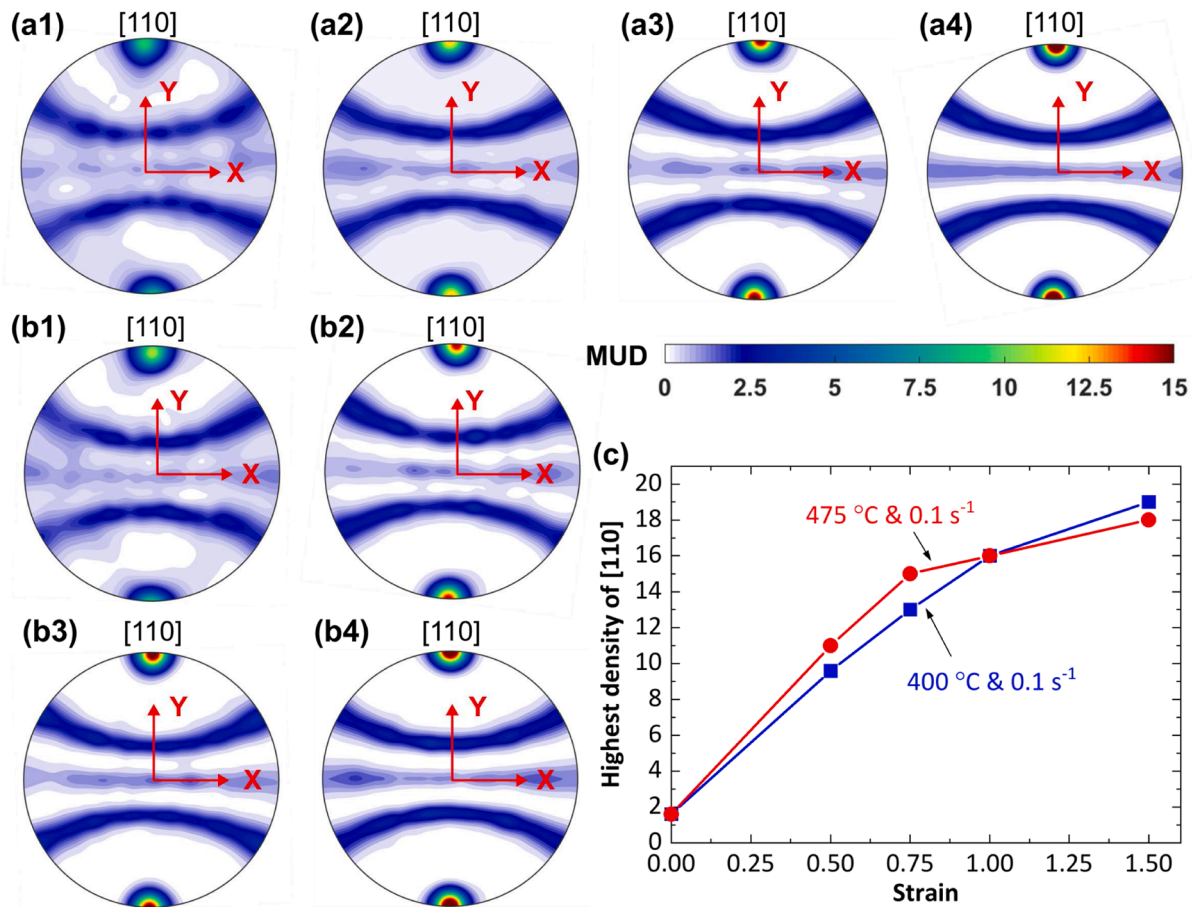 (a1) [110] (a2) [110] (a3) [110] (a4) [110]
Y Y Y Y
X X X X
(b1) [110] (b2) [110]
MUD
0 2.5 5 7.5 10 12.5 15
Y Y
X X
(c)
20
18
16
14
12
10
8
6
4
2
0
Highest density of [110]
475 °C & 0.1 s⁻¹
400 °C & 0.1 s⁻¹
0.00 0.25 0.50 0.75 1.00 1.25 1.50
Strain
(b3) [110] (b4) [110]
Y Y
X X